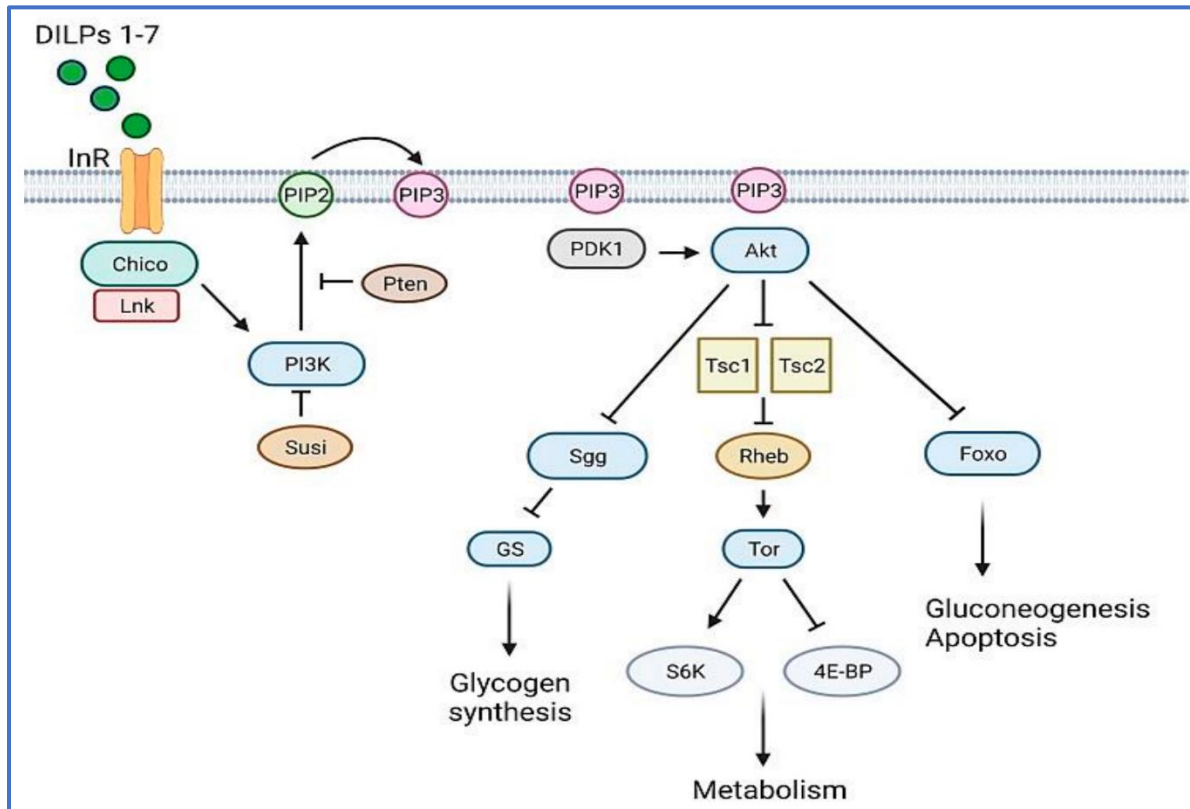 DILPs 1-7
InR
PIP2
PIP3
PIP3
PIP3
Chico
Lnk
Pten
PDK1
Akt
PI3K
Susi
Tsc1
Tsc2
Sgg
Rheb
Foxo
GS
Tor
Gluconeogenesis
Apoptosis
S6K
4E-BP
Glycogen
synthesis
Metabolism